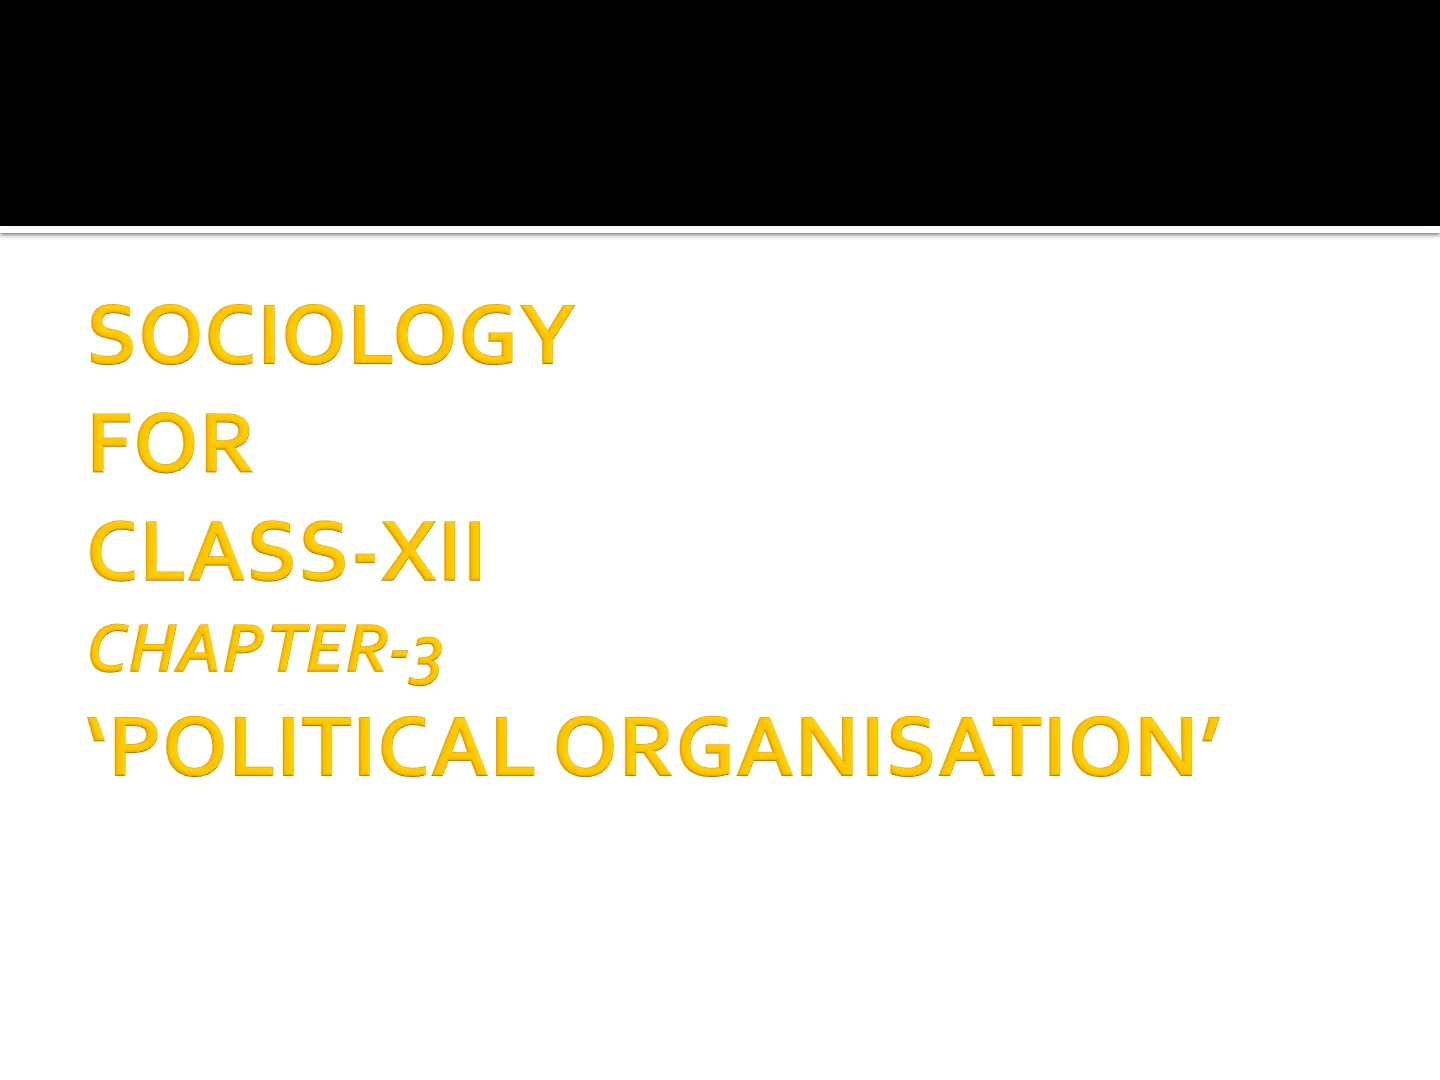 SOCIOLOGY
FOR
CLASS-XII
CHAPTER-3
‘POLITICAL ORGANISATION’